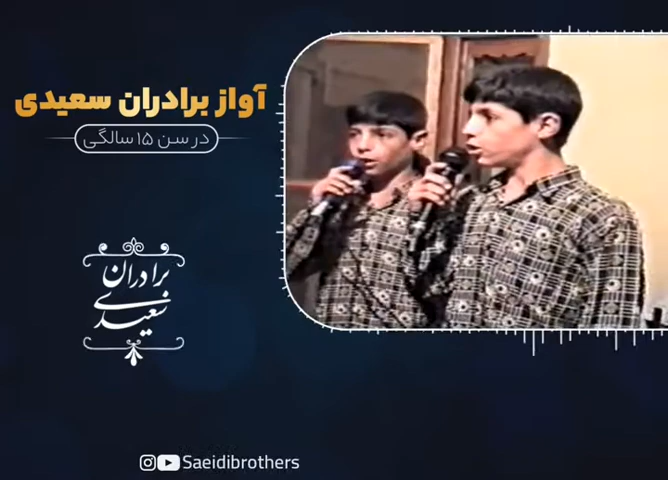 آواز برادران سعیدی
در سن ۱۵ سالگی
برادران
سعیدی
Saeidibrothers